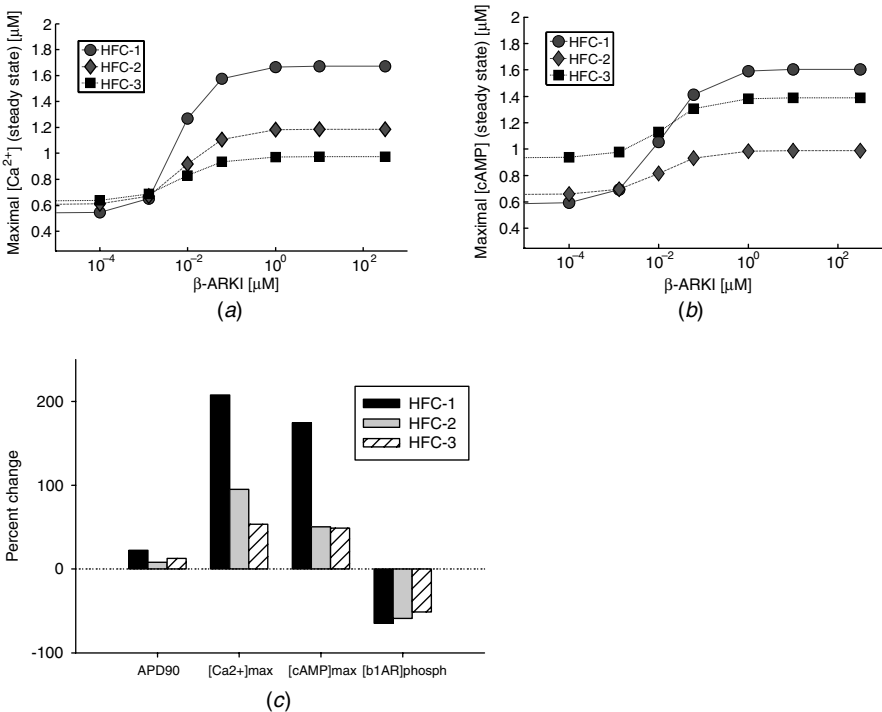 (a)
Maximal [Ca²⁺] (steady state) [μM]
2
1.8
1.6
1.4
1.2
1
0.8
0.6
0.4
HFC-1
HFC-2
HFC-3
10⁻⁴
10⁻²
10⁰
10²
β-ARKI [μM]
(a)
(b)
Maximal [cAMP] (steady state) [μM]
2
1.8
1.6
1.4
1.2
1
0.8
0.6
0.4
HFC-1
HFC-2
HFC-3
10⁻⁴
10⁻²
10⁰
10²
β-ARKI [μM]
(b)
Percent change
200
100
0
-100
HFC-1
HFC-2
HFC-3
APD90
[Ca2+]max
[cAMP]max
[b1AR]phosph
(c)